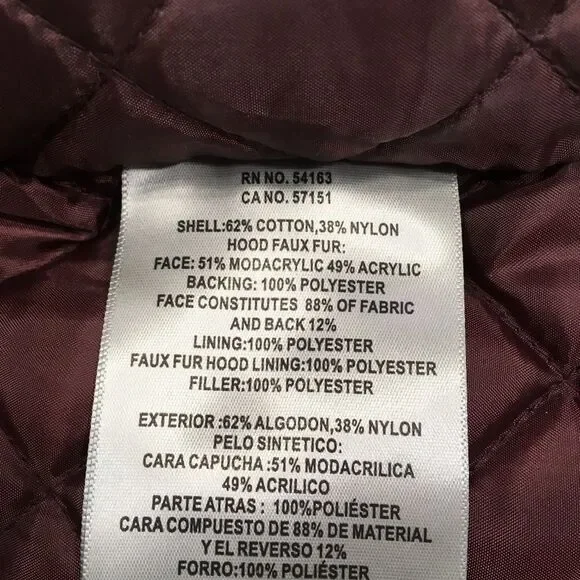 RN NO. 54163
CA NO. 57151
SHELL:62% COTTON,38% NYLON
HOOD FAUX FUR:
FACE: 51% MODACRYLIC 49% ACRYLIC
BACKING: 100% POLYESTER
FACE CONSTITUTES 88% OF FABRIC
AND BACK 12%
LINING:100% POLYESTER
FAUX FUR HOOD LINING:100% POLYESTER
FILLER:100% POLYESTER
EXTERIOR :62% ALGODON,38% NYLON
PELO SINTETICO:
CARA CAPUCHA :51% MODACRILICA
49% ACRILICO
PARTE ATRAS : 100%POLIÉSTER
CARA COMPUESTO DE 88% DE MATERIAL
Y EL REVERSO 12%
FORRO:100% POLIÉSTER